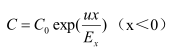 C = C₀ exp(ux/Eₓ) （x＜0）